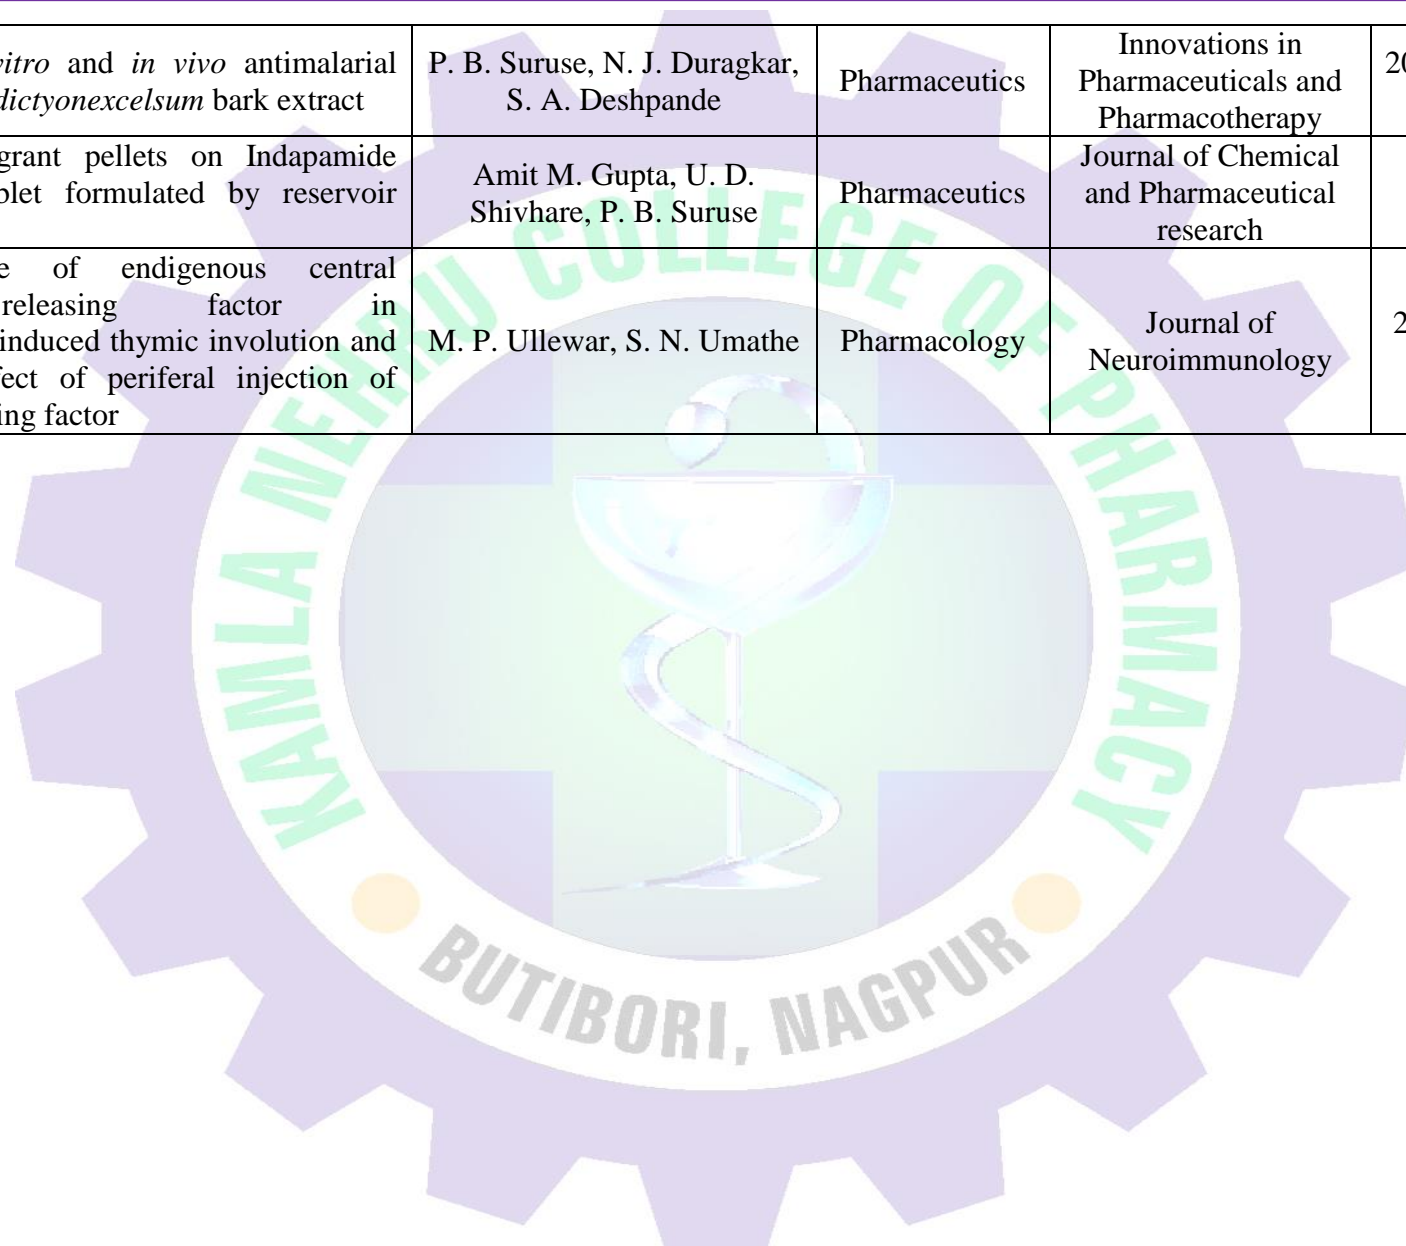 vitro and in vivo antimalarial
dictyonexcelsum bark extract
P. B. Suruse, N. J. Duragkar,
S. A. Deshpande
Pharmaceutics
Innovations in
Pharmaceuticals and
Pharmacotherapy
20
grant pellets on Indapamide
blet formulated by reservoir
Amit M. Gupta, U. D.
Shivhare, P. B. Suruse
Pharmaceutics
Journal of Chemical
and Pharmaceutical
research
e of endigenous central
releasing factor in
induced thymic involution and
fect of periferal injection of
ing factor
M. P. Ullewar, S. N. Umathe
Pharmacology
Journal of
Neuroimmunology
2
KAMLA NEHRU COLLEGE OF PHARMACY
BUTIBORI, NAGPUR